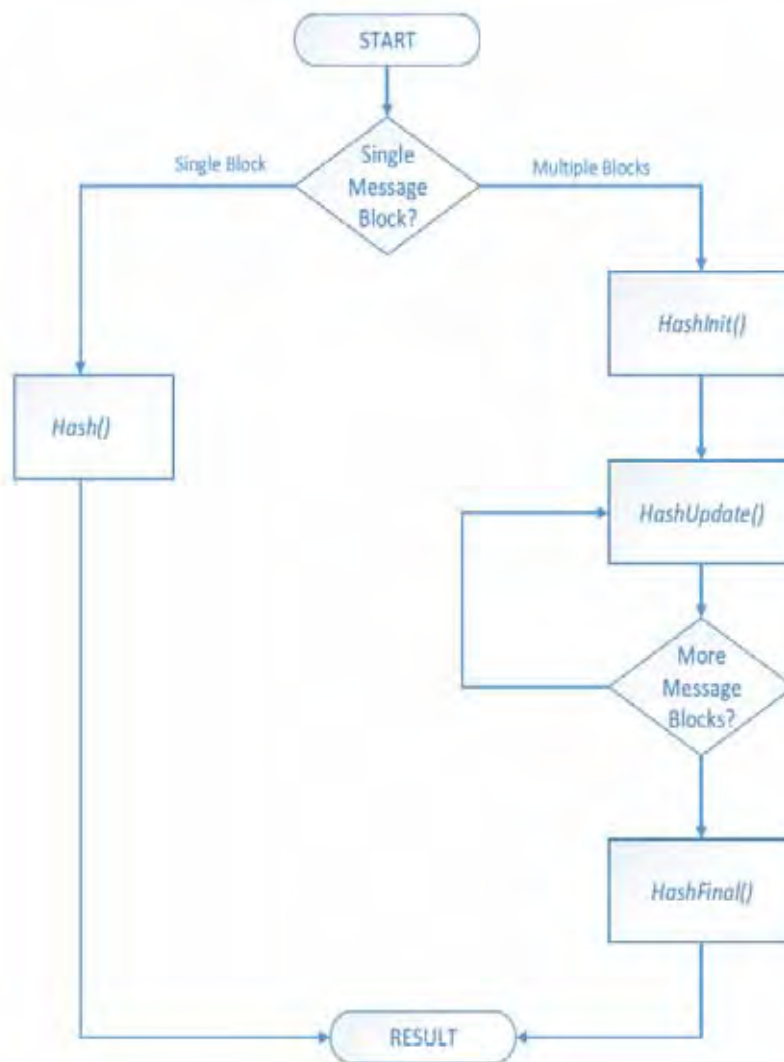 START
Single
Message
Block?
Single Block
Multiple Blocks
HashInit()
Hash()
HashUpdate()
More
Message
Blocks?
HashFinal()
RESULT